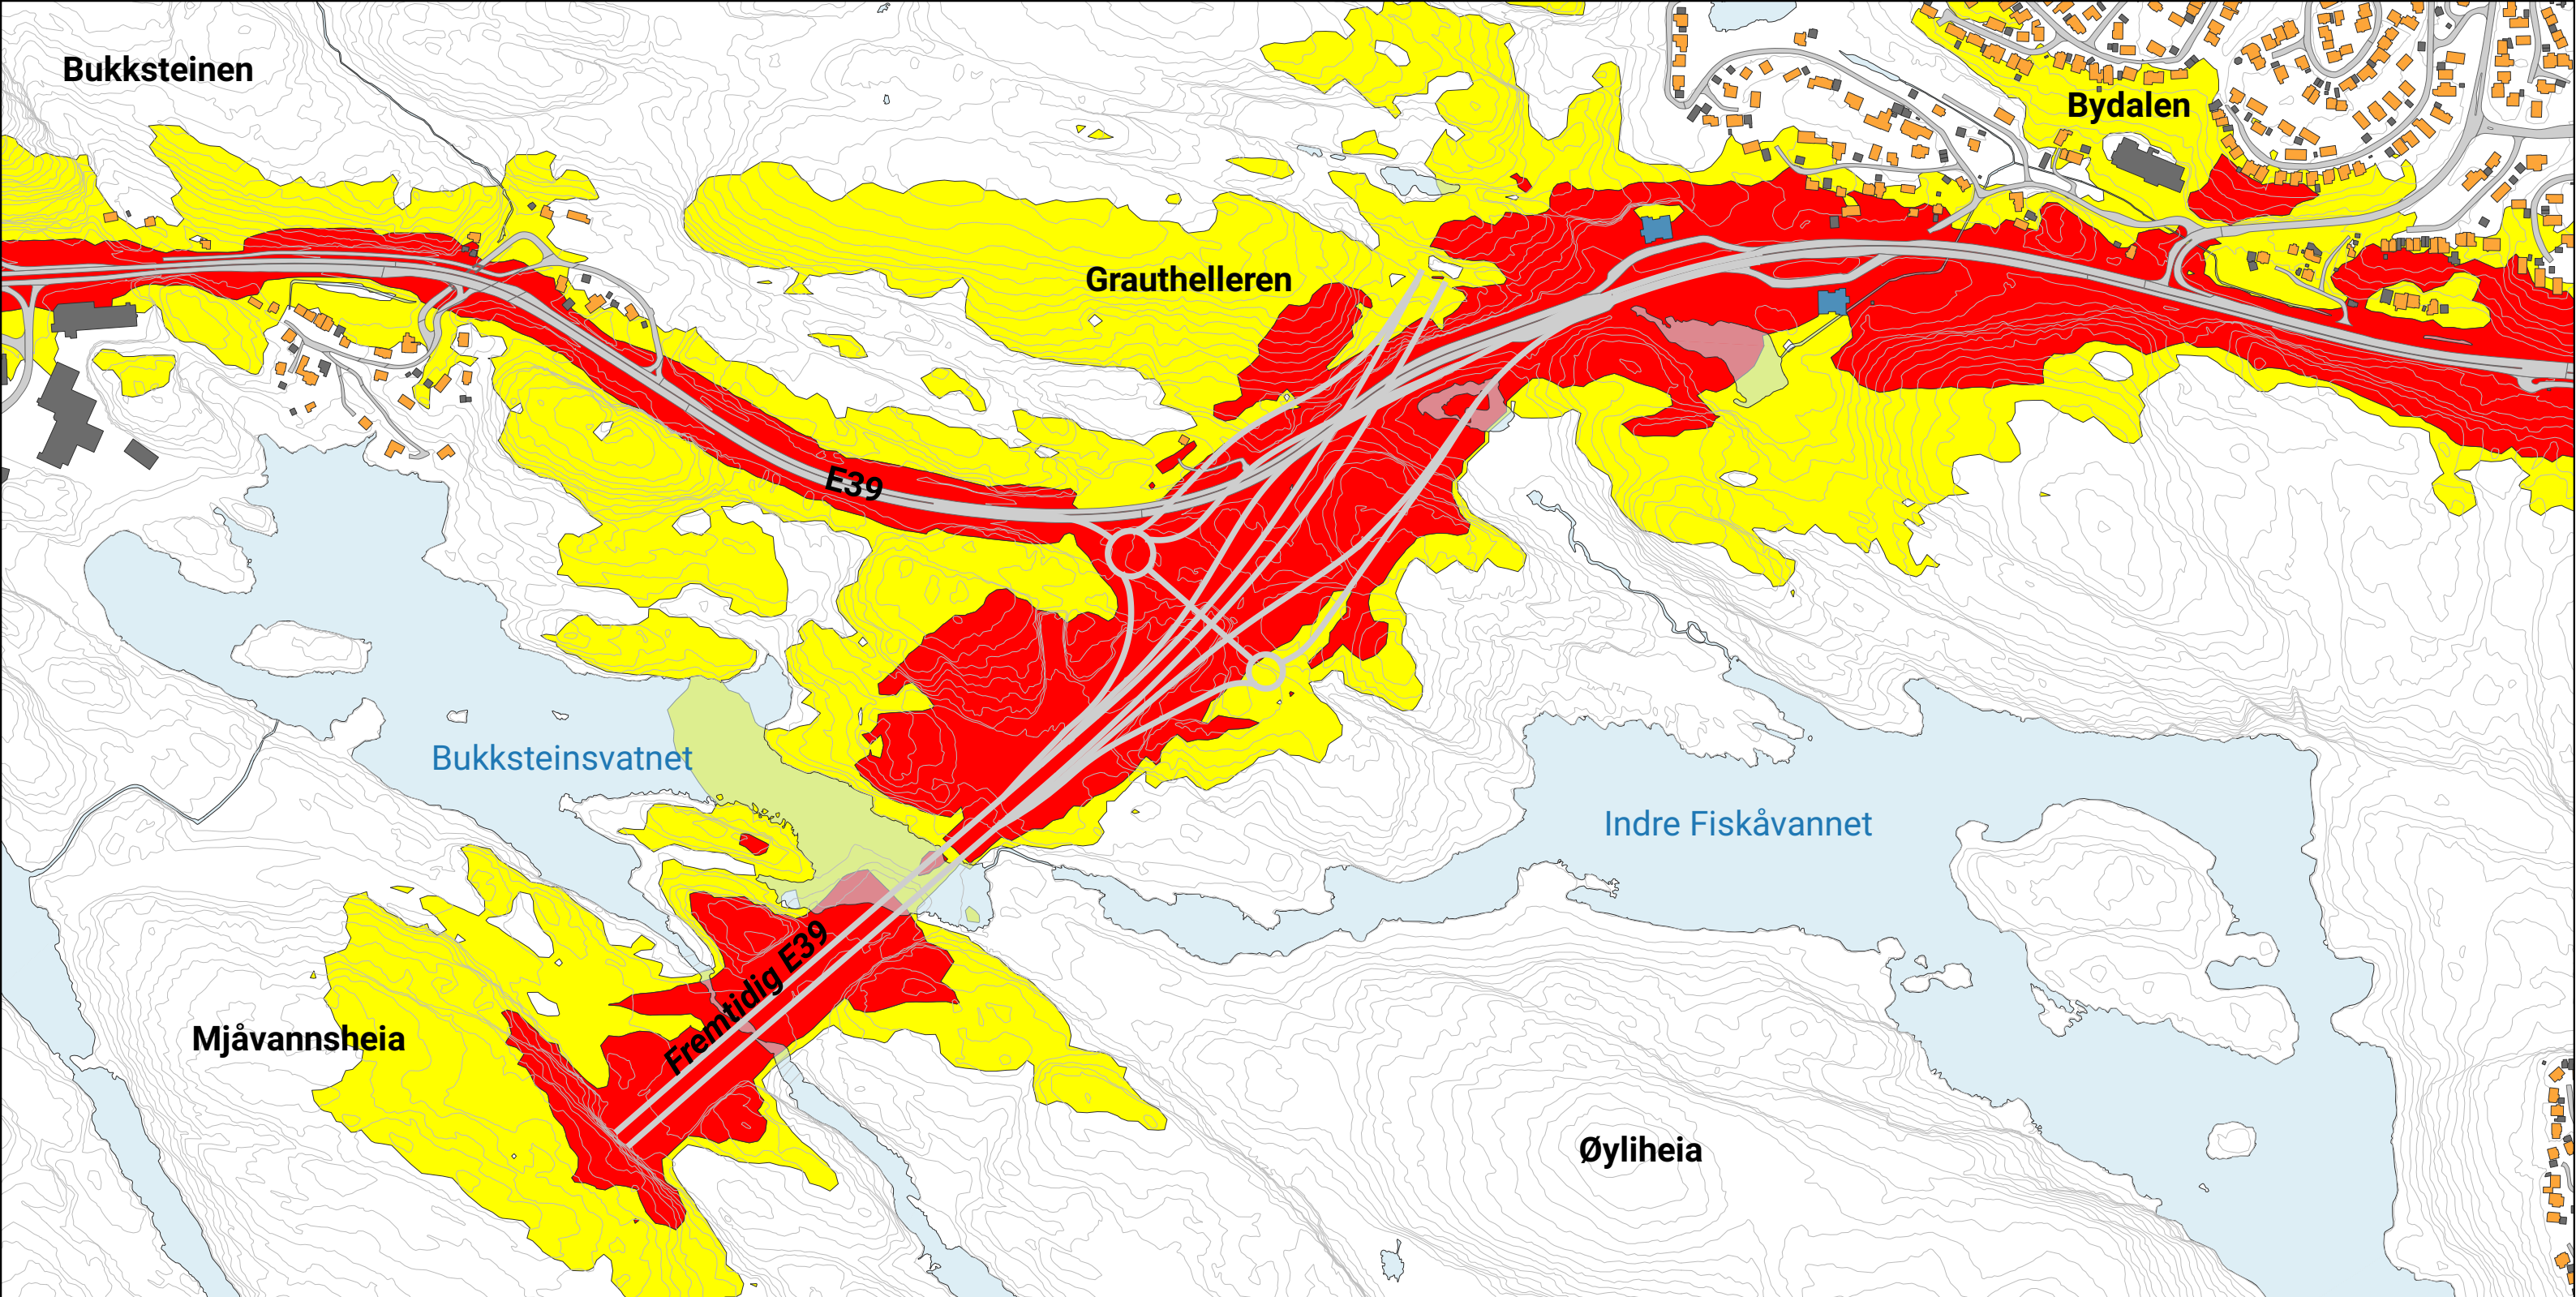 Bukksteinen
Bydalen
Grauthelleren
E39
Bukksteinsvatnet
Indre Fiskåvannet
Fremtidig E39
Mjåvannsheia
Øyliheia